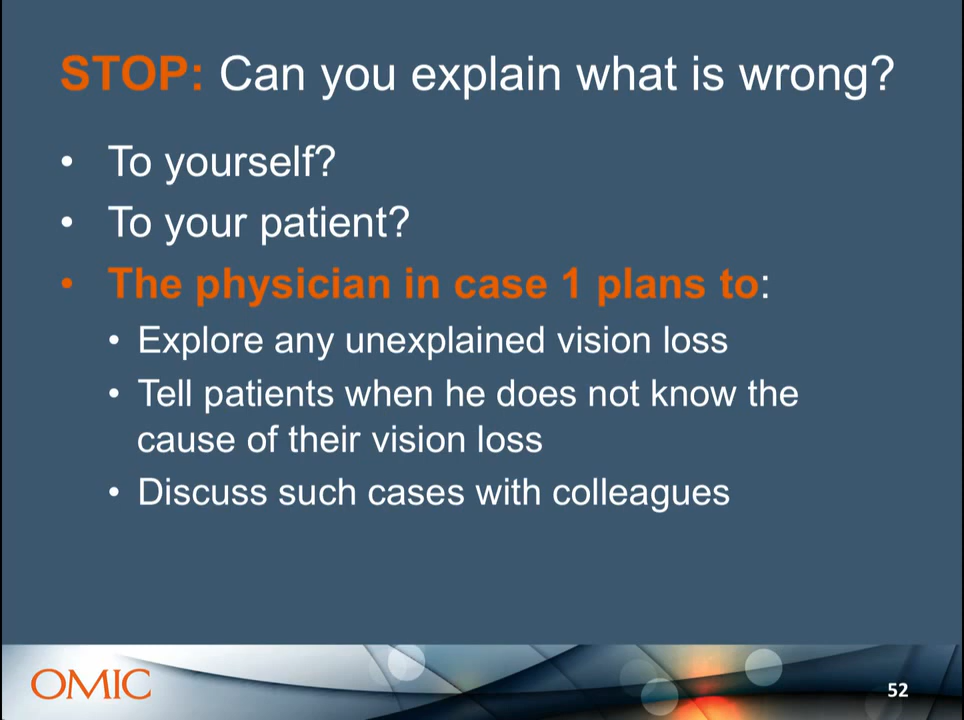 STOP: Can you explain what is wrong?
• To yourself?
• To your patient?
• The physician in case 1 plans to:
• Explore any unexplained vision loss
• Tell patients when he does not know the
cause of their vision loss
• Discuss such cases with colleagues
OMIC
52